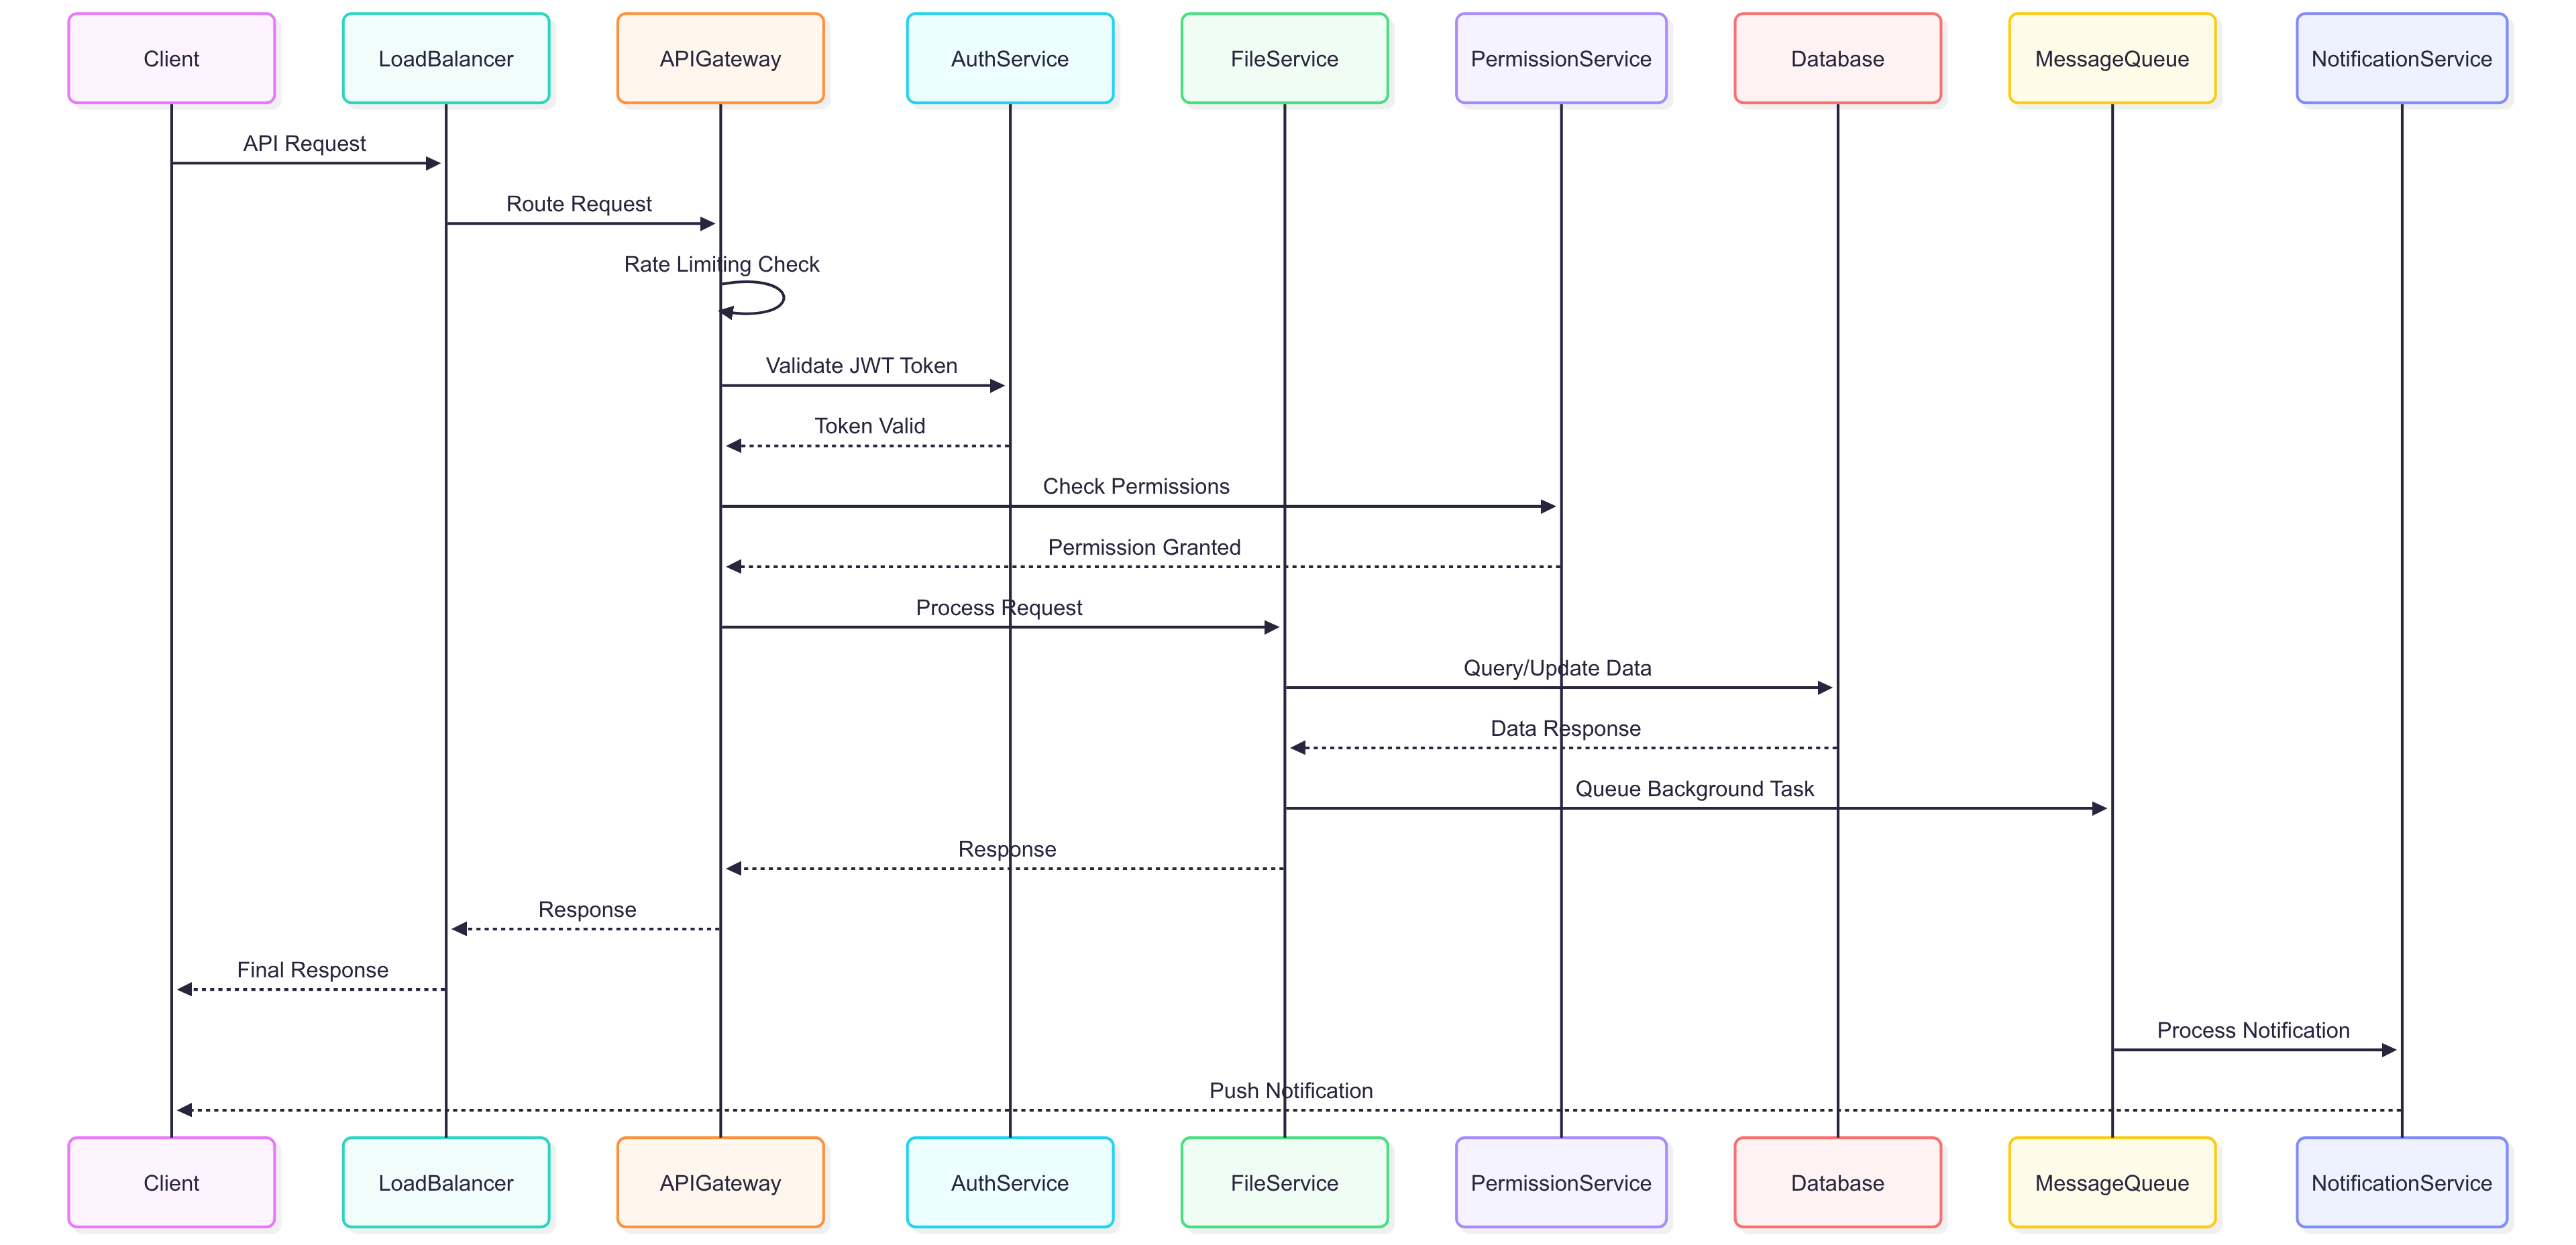 Client
LoadBalancer
APIGateway
AuthService
FileService
PermissionService
Database
MessageQueue
NotificationService
API Request
Route Request
Rate Limiting Check
Validate JWT Token
Token Valid
Check Permissions
Permission Granted
Process Request
Query/Update Data
Data Response
Queue Background Task
Response
Response
Final Response
Process Notification
Push Notification
Client
LoadBalancer
APIGateway
AuthService
FileService
PermissionService
Database
MessageQueue
NotificationService